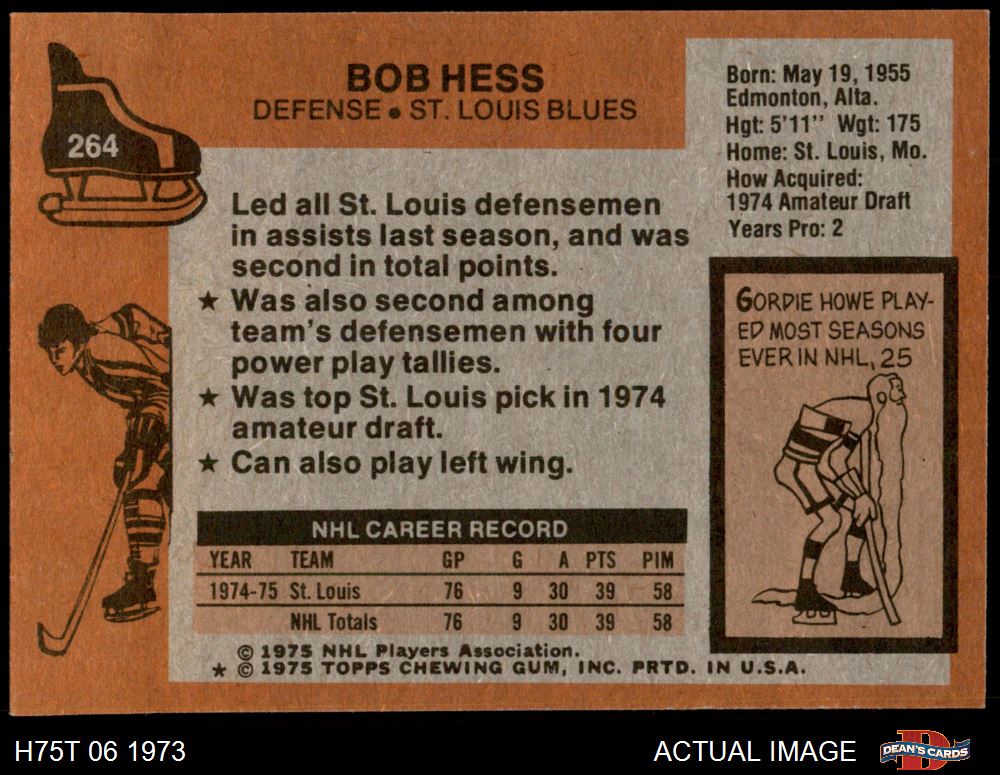 264
BOB HESS
DEFENSE • ST. LOUIS BLUES
Born: May 19, 1955
Edmonton, Alta.
Hgt: 5'11" Wgt: 175
Home: St. Louis, Mo.
How Acquired:
1974 Amateur Draft
Years Pro: 2
Led all St. Louis defensemen
in assists last season, and was
second in total points.
★ Was also second among
team's defensemen with four
power play tallies.
★ Was top St. Louis pick in 1974
amateur draft.
★ Can also play left wing.
GORDIE HOWE PLAY-
ED MOST SEASONS
EVER IN NHL, 25
NHL CAREER RECORD
YEAR TEAM GP G A PTS PIM
1974-75 St. Louis 76 9 30 39 58
NHL Totals 76 9 30 39 58
© 1975 NHL Players Association.
★ © 1975 TOPPS CHEWING GUM, INC. PRTD. IN U.S.A.
H75T 06 1973
ACTUAL IMAGE
D
DEAN'S CARDS